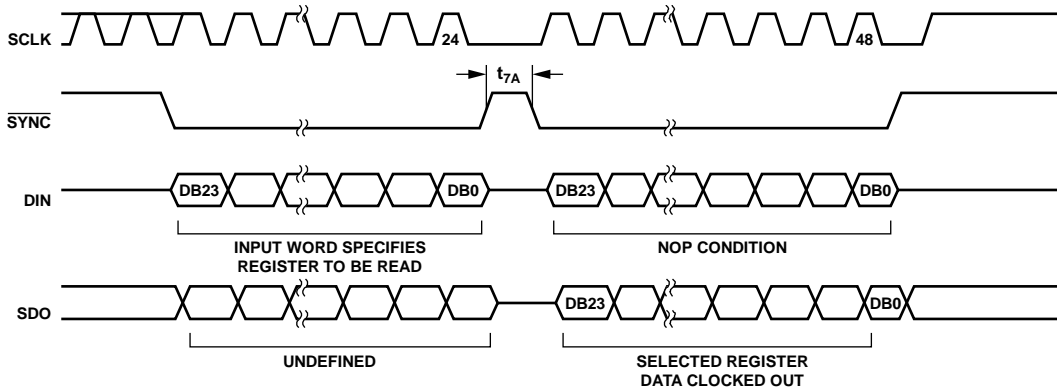 SCLK
24
48
t7A
SYNC
DIN
DB23
DB0
DB23
DB0
INPUT WORD SPECIFIES
REGISTER TO BE READ
NOP CONDITION
SDO
DB23
DB0
UNDEFINED
SELECTED REGISTER
DATA CLOCKED OUT